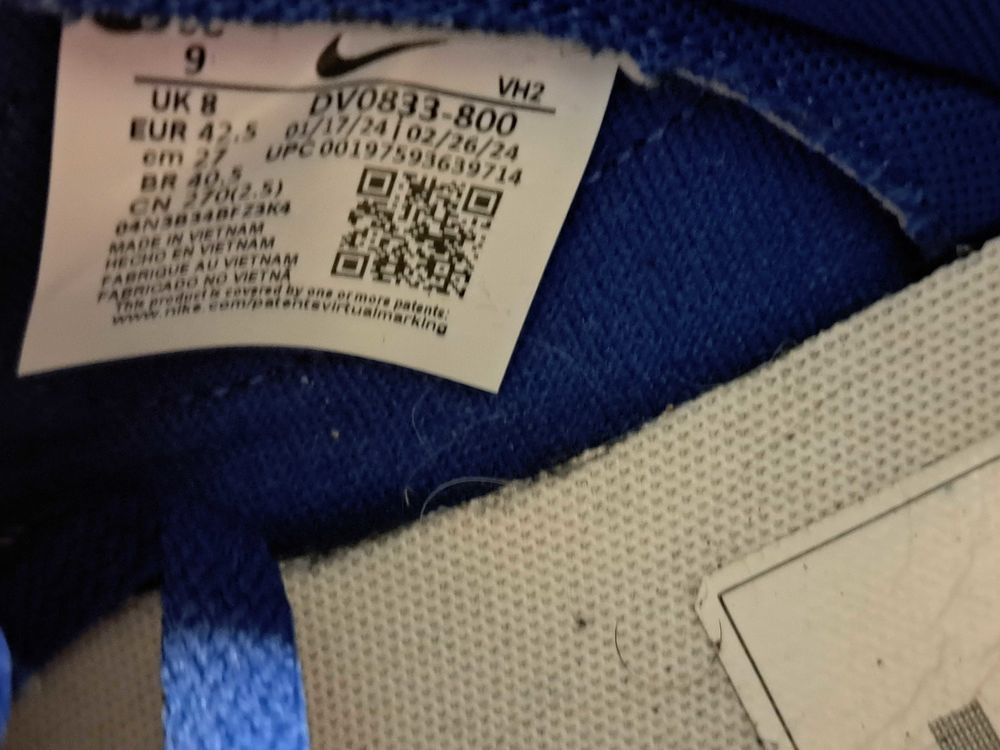 9
VH2
UK 8
DV0833-800
EUR 42.5
01/17/24 | 02/26/24
cm 27
UPC 00197593639714
BR 40.5
CN 270(2.5)
04N3B34BFZ3K4
MADE IN VIETNAM
HECHO EN VIETNAM
FABRIQUE AU VIETNAM
FABRICADO NO VIETNÃ
This product is covered by one or more patents:
www.nike.com/patentsvirtualmarking